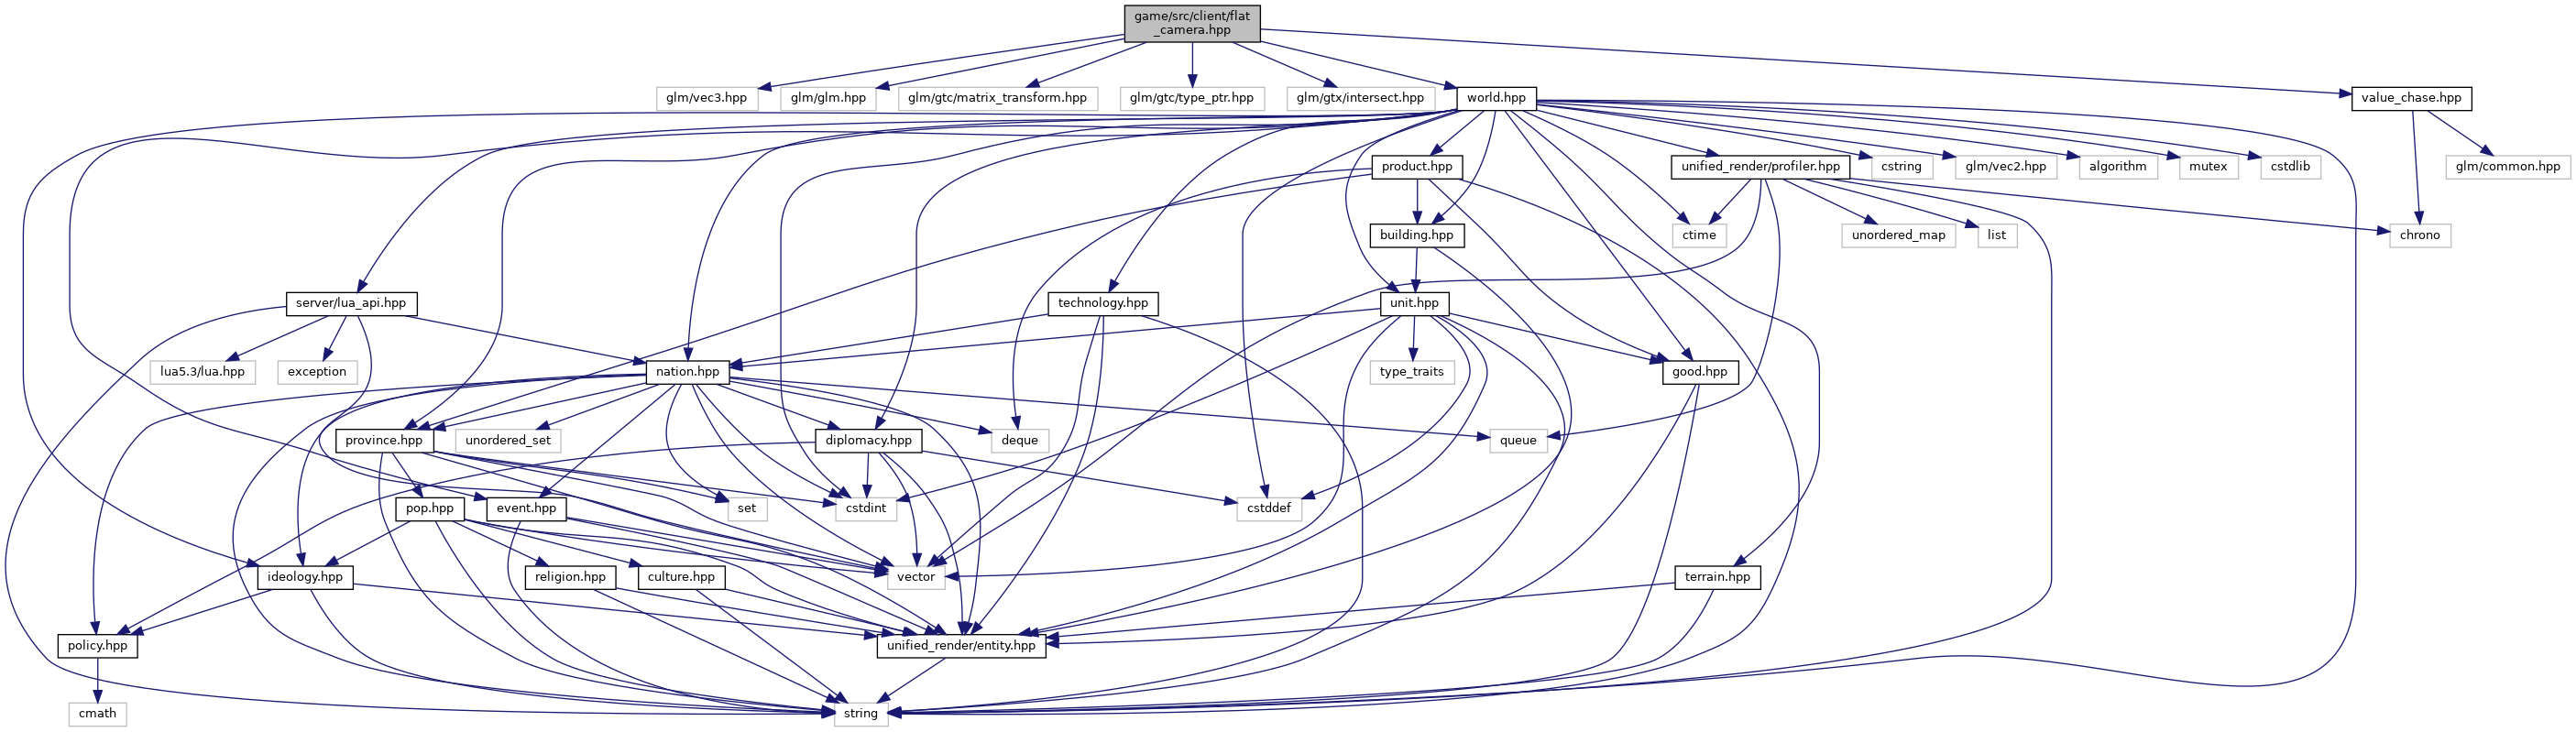 game/src/client/flat
_camera.hpp
glm/vec3.hpp
glm/glm.hpp
glm/gtc/matrix_transform.hpp
glm/gtc/type_ptr.hpp
glm/gtx/intersect.hpp
world.hpp
value_chase.hpp
product.hpp
unified_render/profiler.hpp
cstring
glm/vec2.hpp
algorithm
mutex
cstdlib
glm/common.hpp
building.hpp
ctime
unordered_map
list
chrono
server/lua_api.hpp
technology.hpp
unit.hpp
lua5.3/lua.hpp
exception
nation.hpp
type_traits
good.hpp
province.hpp
unordered_set
diplomacy.hpp
deque
queue
pop.hpp
event.hpp
set
cstdint
cstddef
ideology.hpp
religion.hpp
culture.hpp
vector
terrain.hpp
policy.hpp
unified_render/entity.hpp
cmath
string